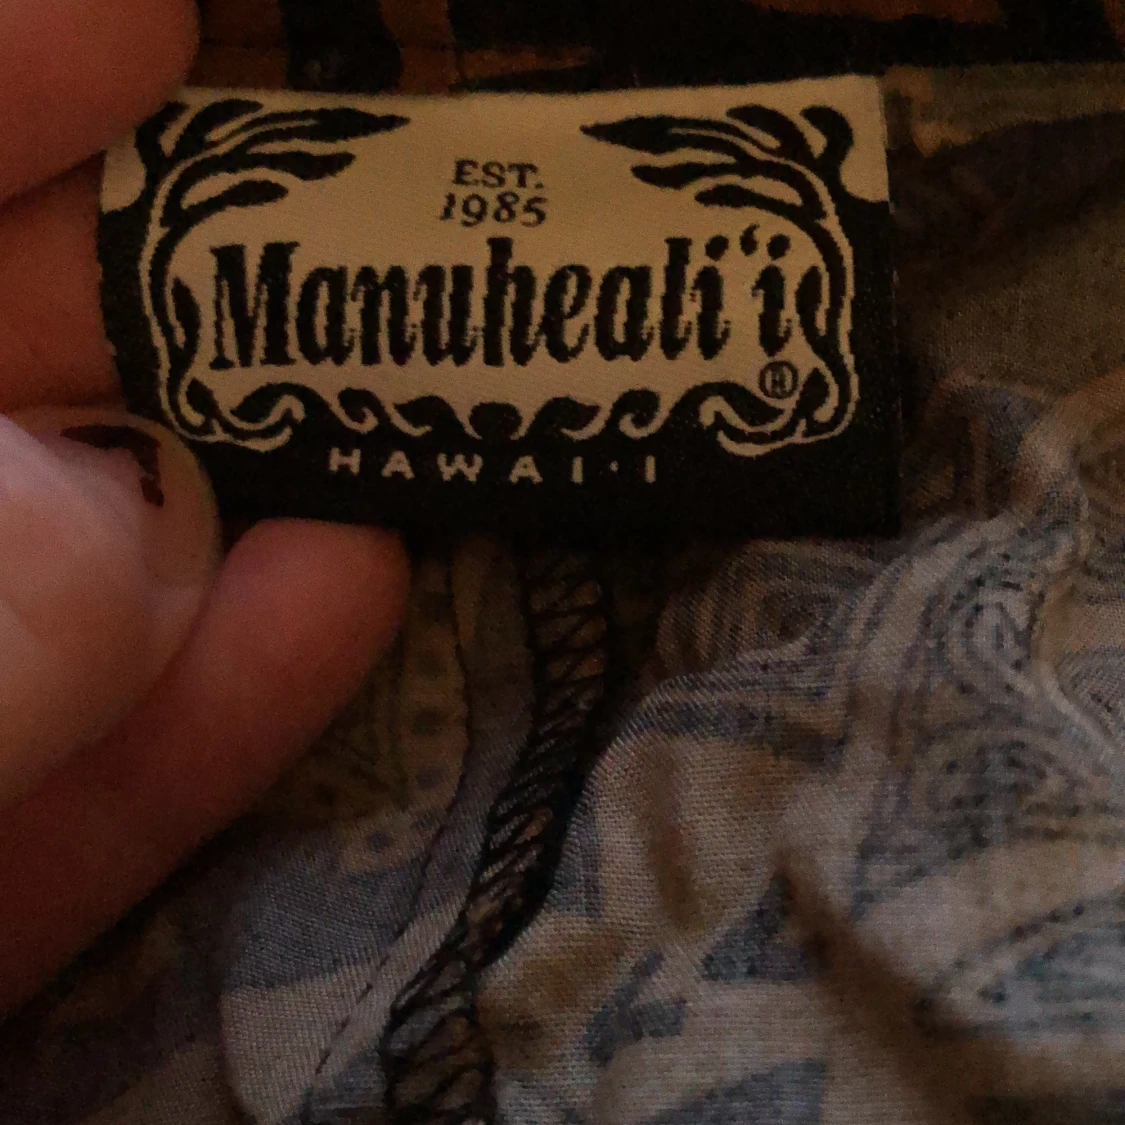 EST.
1985
Manuheali‘i
®
HAWAI·I